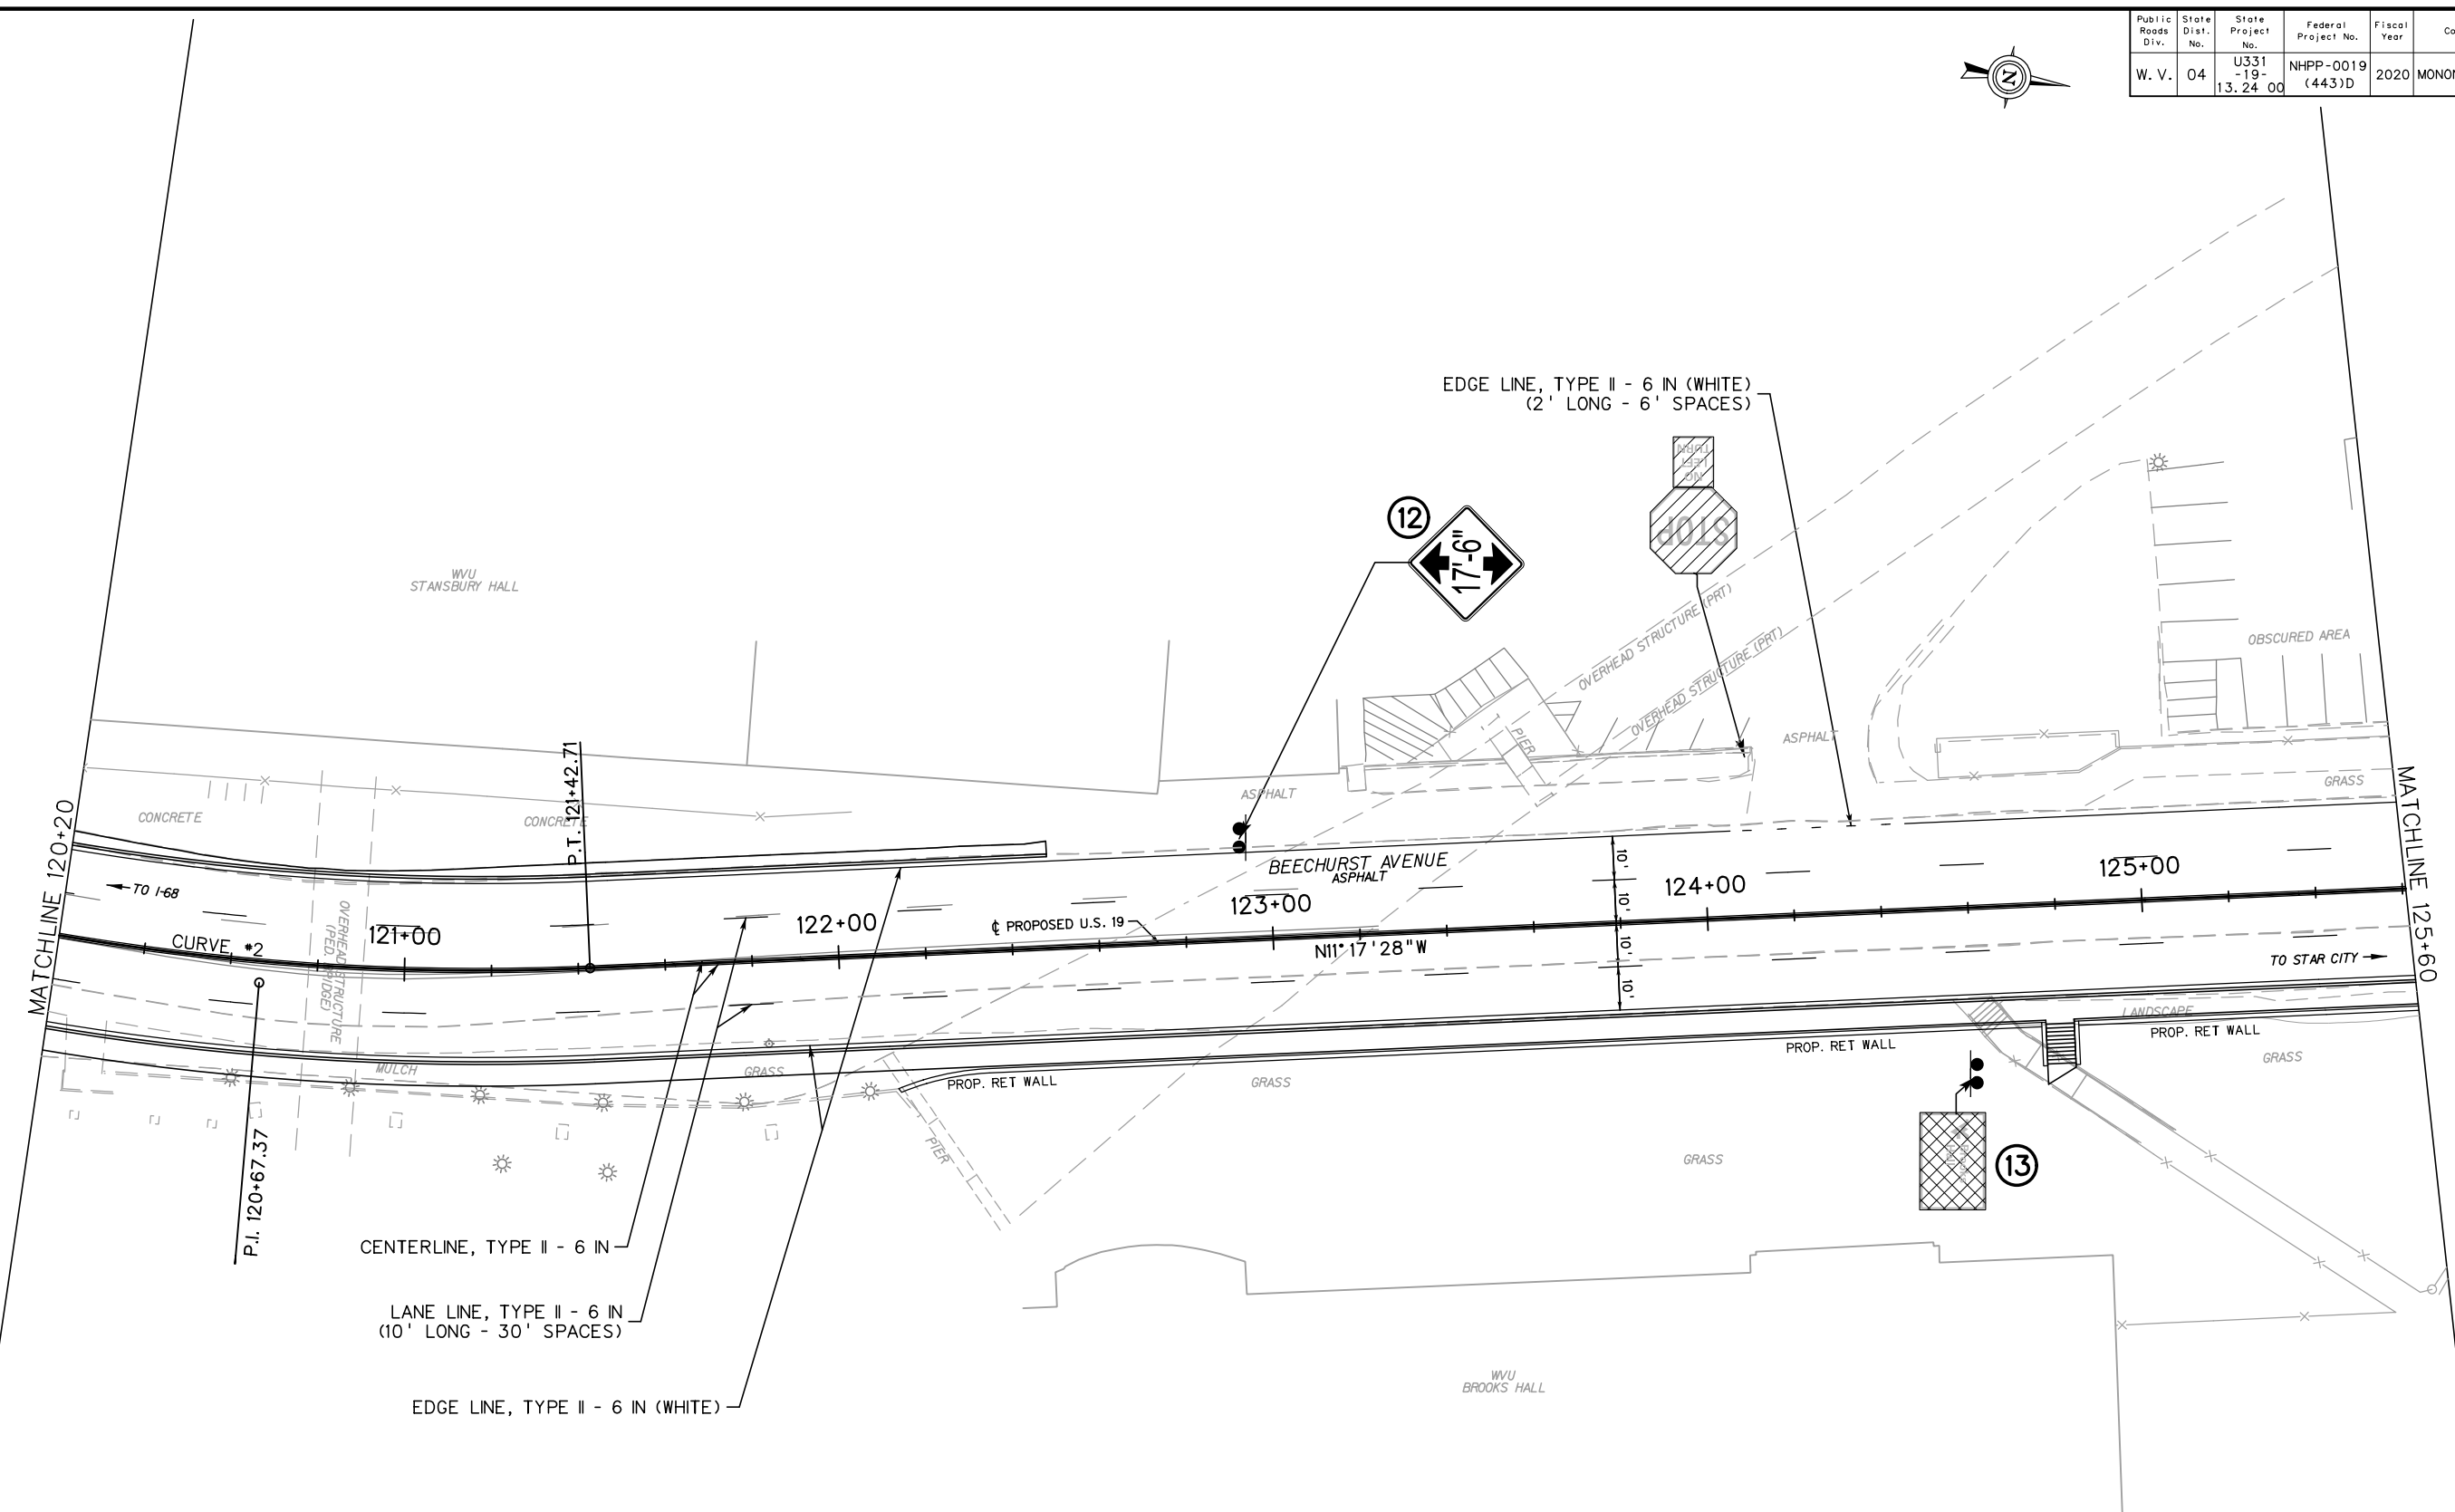 Public Roads Div.
State Dist. No.
State Project No.
Federal Project No.
Fiscal Year
W. V.
04
U331 -19- 13.24 00
NHPP-0019 (443)D
2020
N
EDGE LINE, TYPE II - 6 IN (WHITE)
(2' LONG - 6' SPACES)
NO
LEFT
TURN
STOP
12
17'-6"
WVU
STANSBURY HALL
OVERHEAD STRUCTURE (PRT)
OVERHEAD STRUCTURE (PRT)
OBSCURED AREA
PIER
ASPHALT
ASPHALT
GRASS
CONCRETE
CONCRETE
P.T. 121+42.71
MATCHLINE 120+20
MATCHLINE 125+60
BEECHURST AVENUE
ASPHALT
10'
10'
10'
10'
TO I-68
CURVE #2
OVERHEAD STRUCTURE
(PED. BRIDGE)
121+00
122+00
123+00
124+00
125+00
℄ PROPOSED U.S. 19
N11°17'28"W
TO STAR CITY
LANDSCAPE
PROP. RET WALL
PROP. RET WALL
PROP. RET WALL
MULCH
GRASS
GRASS
GRASS
GRASS
PIER
P.I. 120+67.37
13
CENTERLINE, TYPE II - 6 IN
LANE LINE, TYPE II - 6 IN
(10' LONG - 30' SPACES)
EDGE LINE, TYPE II - 6 IN (WHITE)
WVU
BROOKS HALL